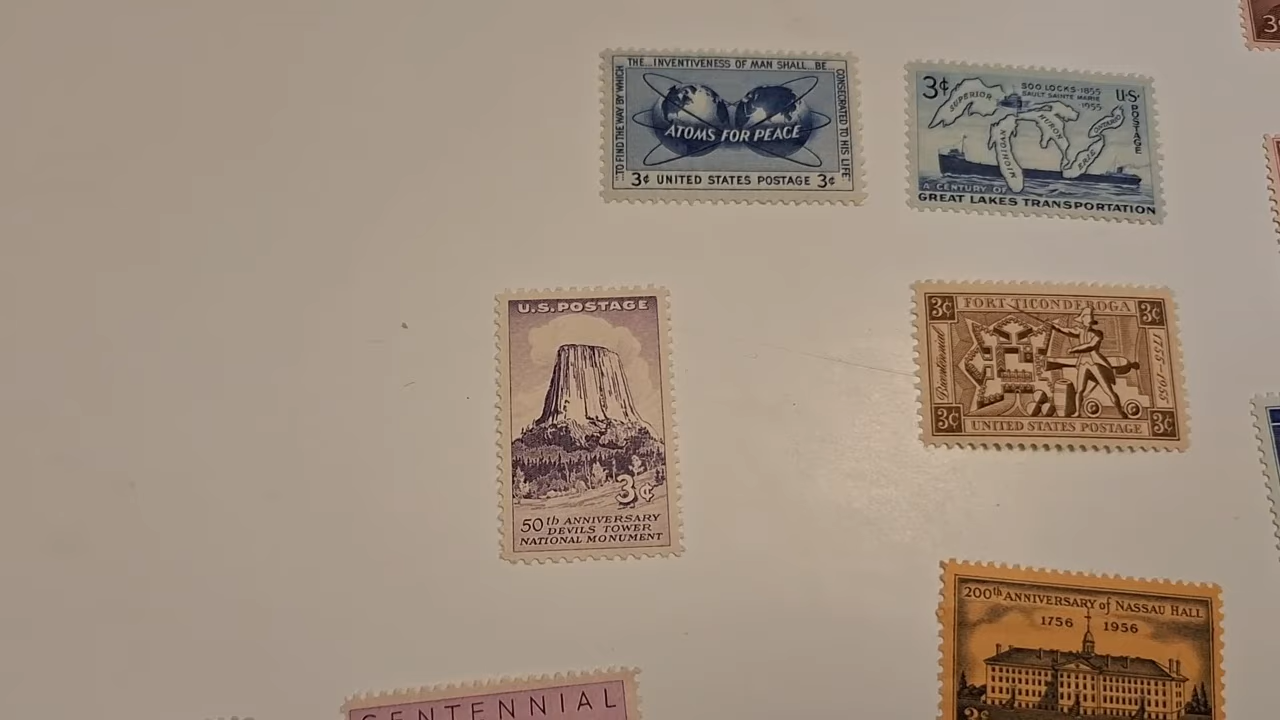 THE...INVENTIVENESS OF MAN SHALL...BE...
...TO FIND THE WAY BY WHICH
CONSECRATED TO HIS LIFE
ATOMS FOR PEACE
3¢ UNITED STATES POSTAGE 3¢
3¢
SOO LOCKS·1855
SAULT SAINTE MARIE
1955
U·S·
POSTAGE
SUPERIOR
HURON
ONTARIO
MICHIGAN
ERIE
A CENTURY OF
GREAT LAKES TRANSPORTATION
3
U.S. POSTAGE
3¢
50th ANNIVERSARY
DEVILS TOWER
NATIONAL MONUMENT
3¢ FORT TICONDEROGA 3¢
Bicentennial
1755-1955
3¢ UNITED STATES POSTAGE 3¢
200th ANNIVERSARY of NASSAU HALL
1756 1956
CENTENNIAL